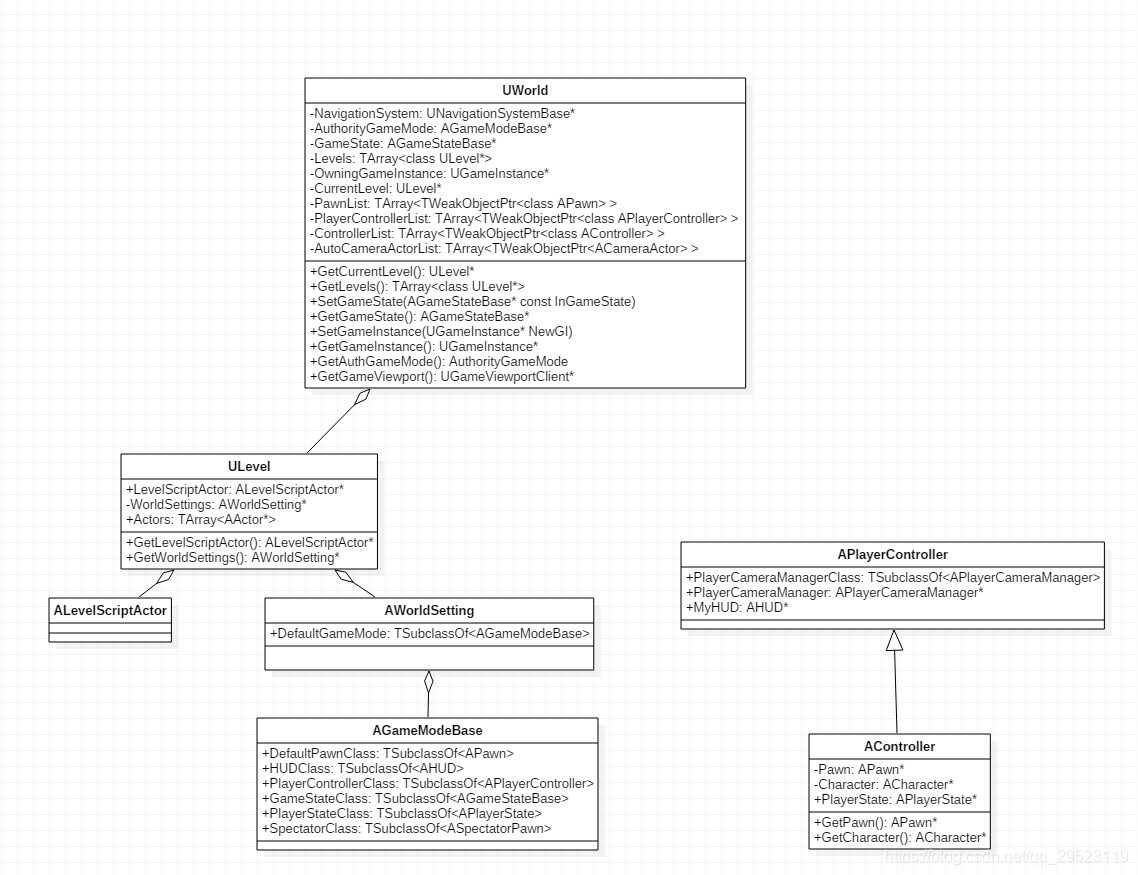 UWorld
-NavigationSystem: UNavigationSystemBase*
-AuthorityGameMode: AGameModeBase*
-GameState: AGameStateBase*
-Levels: TArray<class ULevel*>
-OwningGameInstance: UGameInstance*
-CurrentLevel: ULevel*
-PawnList: TArray<TWeakObjectPtr<class APawn> >
-PlayerControllerList: TArray<TWeakObjectPtr<class APlayerController> >
-ControllerList: TArray<TWeakObjectPtr<class AController> >
-AutoCameraActorList: TArray<TWeakObjectPtr<ACameraActor> >
+GetCurrentLevel(): ULevel*
+GetLevels(): TArray<class ULevel*>
+SetGameState(AGameStateBase* const InGameState)
+GetGameState(): AGameStateBase*
+SetGameInstance(UGameInstance* NewGI)
+GetGameInstance(): UGameInstance*
+GetAuthGameMode(): AuthorityGameMode
+GetGameViewport(): UGameViewportClient*
ULevel
+LevelScriptActor: ALevelScriptActor*
-WorldSettings: AWorldSetting*
+Actors: TArray<AActor*>
+GetLevelScriptActor(): ALevelScriptActor*
+GetWorldSettings(): AWorldSetting*
ALevelScriptActor
AWorldSetting
+DefaultGameMode: TSubclassOf<AGameModeBase>
AGameModeBase
+DefaultPawnClass: TSubclassOf<APawn>
+HUDClass: TSubclassOf<AHUD>
+PlayerControllerClass: TSubclassOf<APlayerController>
+GameStateClass: TSubclassOf<AGameStateBase>
+PlayerStateClass: TSubclassOf<APlayerState>
+SpectatorClass: TSubclassOf<ASpectatorPawn>
APlayerController
+PlayerCameraManagerClass: TSubclassOf<APlayerCameraManager>
+PlayerCameraManager: APlayerCameraManager*
+MyHUD: AHUD*
AController
-Pawn: APawn*
-Character: ACharacter*
+PlayerState: APlayerState*
+GetPawn(): APawn*
+GetCharacter(): ACharacter*
https://blog.csdn.net/qq_29523119